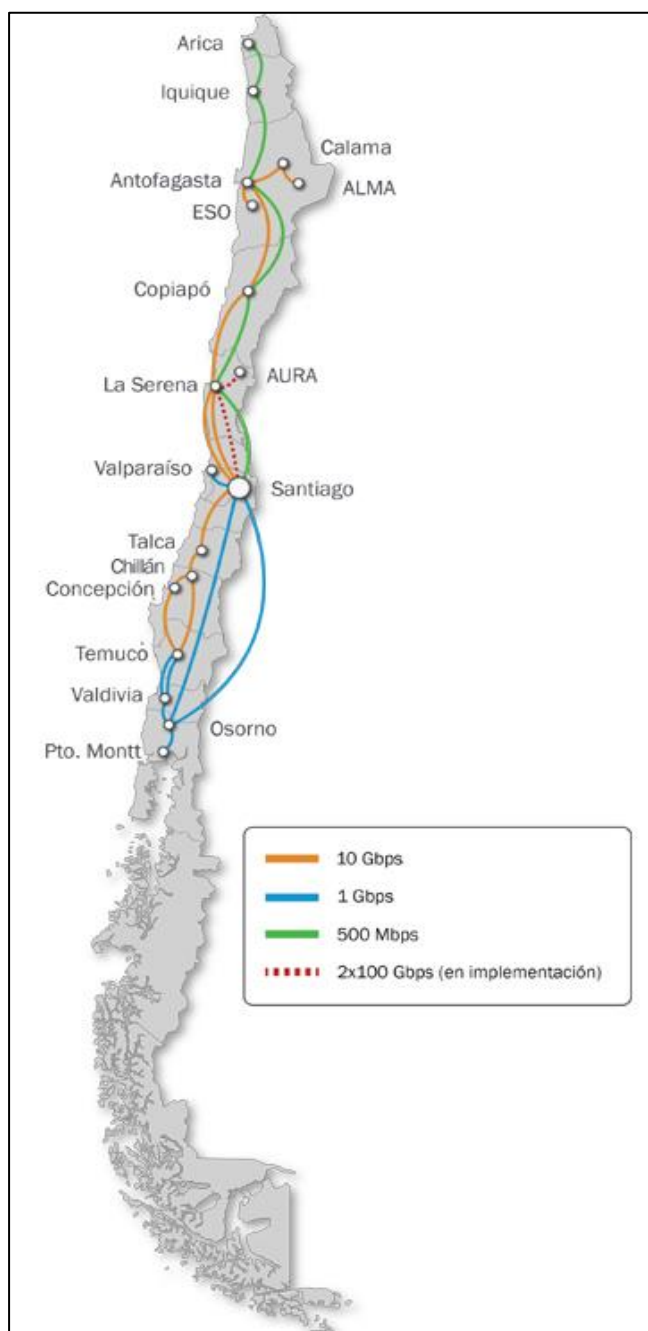 Arica
Iquique
Calama
Antofagasta
ALMA
ESO
Copiapó
AURA
La Serena
Valparaíso
Santiago
Talca
Chillán
Concepción
Temuco
Valdivia
Osorno
Pto. Montt
10 Gbps
1 Gbps
500 Mbps
2x100 Gbps (en implementación)